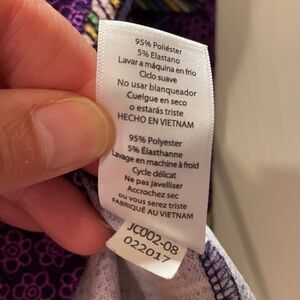 95% Poliéster
5% Elastano
Lavar a máquina en frio
Ciclo suave
No usar blanqueador
Cuelgue en seco
o estarás triste
HECHO EN VIETNAM
95% Polyester
5% Élasthanne
Lavage en machine à froid
Cycle délicat
Ne pas javelliser
Accrochez sec
ou vous serez triste
FABRIQUÉ AU VIETNAM
JC002-08
022017